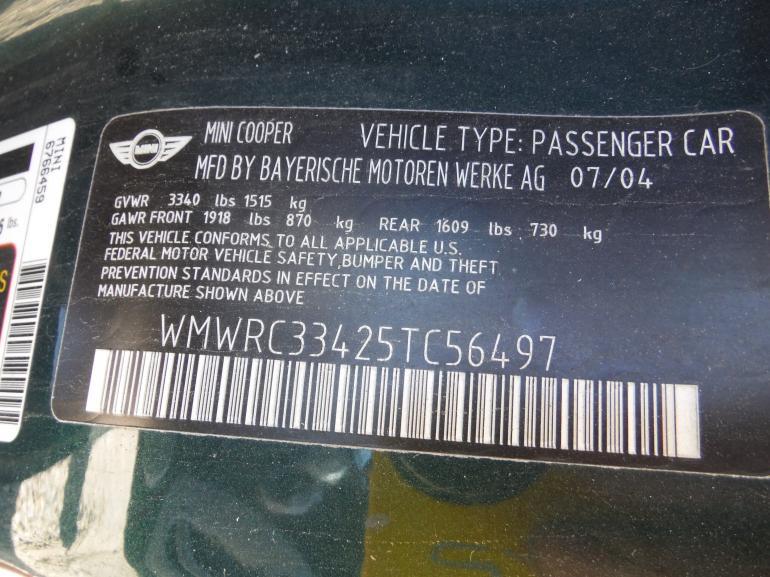 MINI COOPER VEHICLE TYPE: PASSENGER CAR
MINI
MFD BY BAYERISCHE MOTOREN WERKE AG 07/04
GVWR 3340 lbs 1515 kg
GAWR FRONT 1918 lbs 870 kg REAR 1609 lbs 730 kg
THIS VEHICLE CONFORMS TO ALL APPLICABLE U.S.
FEDERAL MOTOR VEHICLE SAFETY,BUMPER AND THEFT
PREVENTION STANDARDS IN EFFECT ON THE DATE OF
MANUFACTURE SHOWN ABOVE
WMWRC33425TC56497
MINI
6766459
lbs.